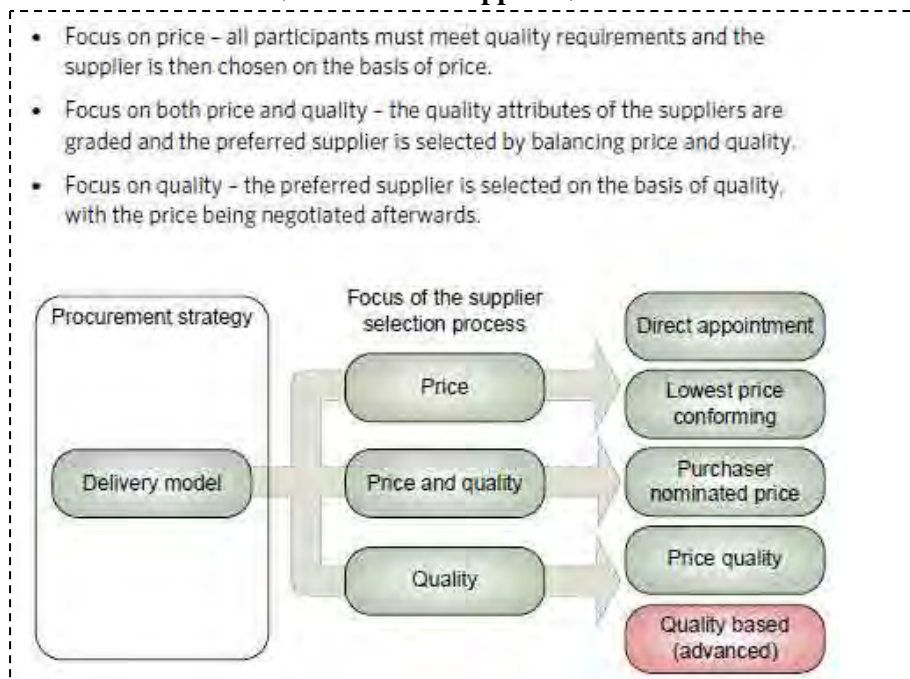 • Focus on price – all participants must meet quality requirements and the
supplier is then chosen on the basis of price.
• Focus on both price and quality – the quality attributes of the suppliers are
graded and the preferred supplier is selected by balancing price and quality.
• Focus on quality – the preferred supplier is selected on the basis of quality,
with the price being negotiated afterwards.
Procurement strategy
Delivery model
Focus of the supplier
selection process
Price
Price and quality
Quality
Direct appointment
Lowest price
conforming
Purchaser
nominated price
Price quality
Quality based
(advanced)